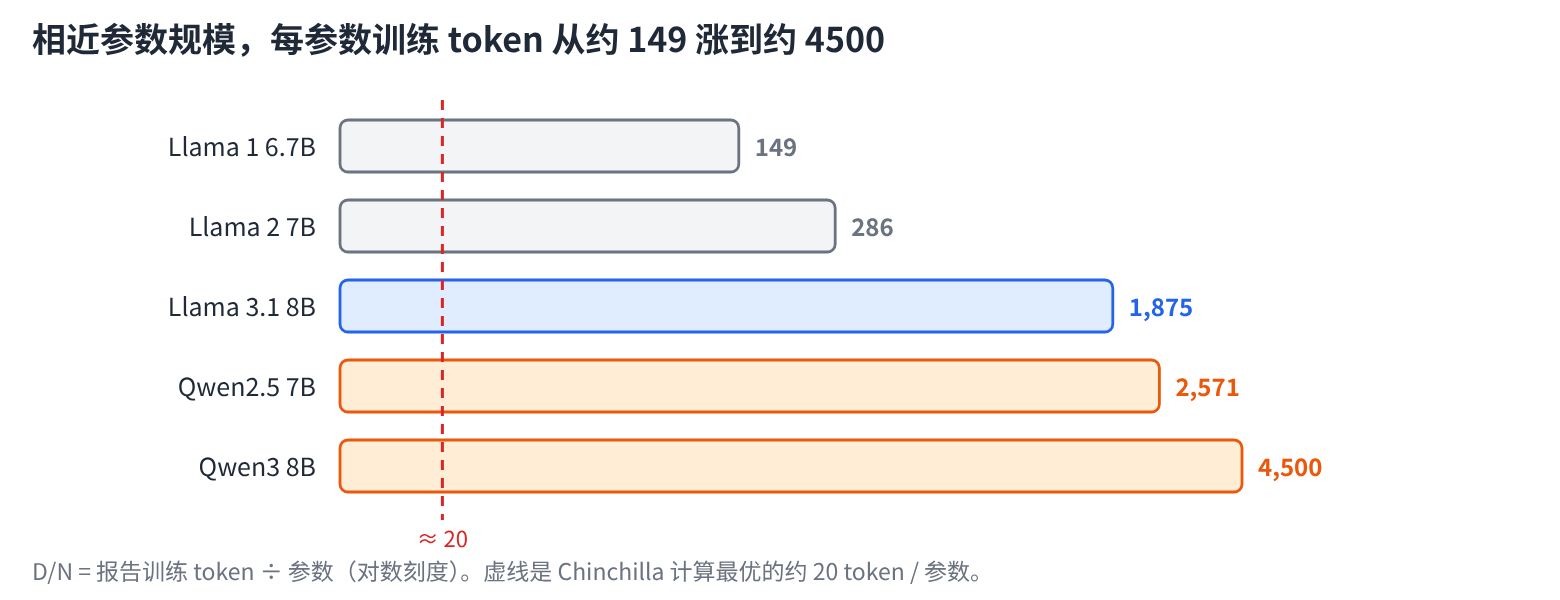 相近参数规模，每参数训练 token 从约 149 涨到约 4500
Llama 1 6.7B
149
Llama 2 7B
286
Llama 3.1 8B
1,875
Qwen2.5 7B
2,571
Qwen3 8B
4,500
≈ 20
D/N = 报告训练 token ÷ 参数（对数刻度）。虚线是 Chinchilla 计算最优的约 20 token / 参数。